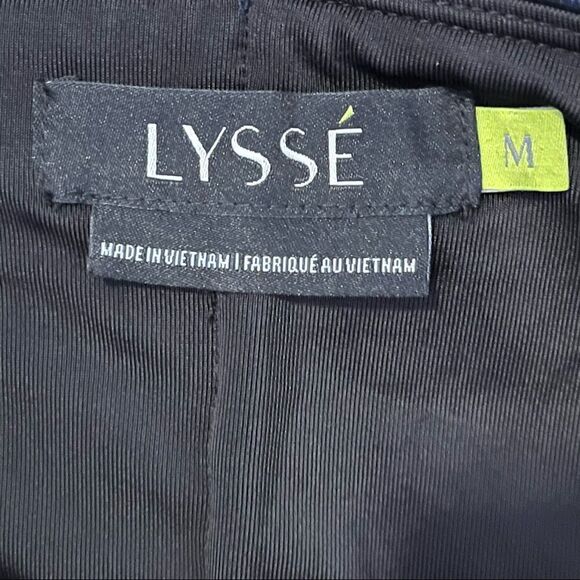 LYSSÉ
M
MADE IN VIETNAM | FABRIQUÉ AU VIETNAM